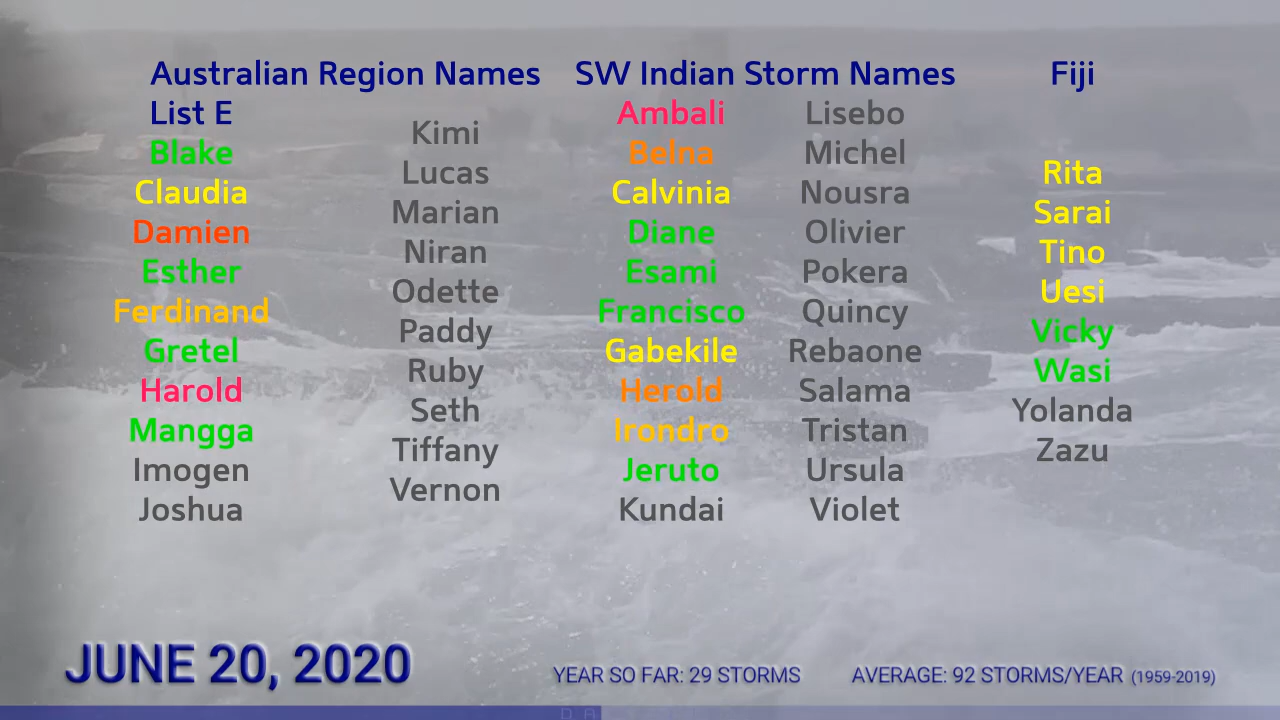 Australian Region Names
List E
Blake
Claudia
Damien
Esther
Ferdinand
Gretel
Harold
Mangga
Imogen
Joshua
Kimi
Lucas
Marian
Niran
Odette
Paddy
Ruby
Seth
Tiffany
Vernon
SW Indian Storm Names
Ambali
Belna
Calvinia
Diane
Esami
Francisco
Gabekile
Herold
Irondro
Jeruto
Kundai
Lisebo
Michel
Nousra
Olivier
Pokera
Quincy
Rebaone
Salama
Tristan
Ursula
Violet
Fiji
Rita
Sarai
Tino
Uesi
Vicky
Wasi
Yolanda
Zazu
JUNE 20, 2020
YEAR SO FAR: 29 STORMS
AVERAGE: 92 STORMS/YEAR (1959-2019)